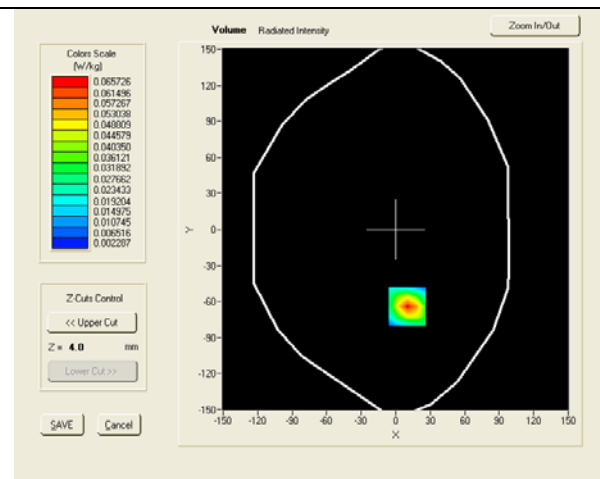 Volume Radiated Intensity
Zoom In/Out
Colors Scale
(W/kg)
0.065726
0.061496
0.057267
0.053038
0.048809
0.044579
0.040350
0.036121
0.031892
0.027662
0.023433
0.019204
0.014975
0.010745
0.006516
0.002287
Z-Cuts Control
<< Upper Cut
Z = 4.0 mm
Lower Cut >>
SAVE Cancel
150-
120-
90-
60-
30-
Y 0-
-30-
-60-
-90-
-120-
-150-
-150 -120 -90 -60 -30 0 30 60 90 120 150
X